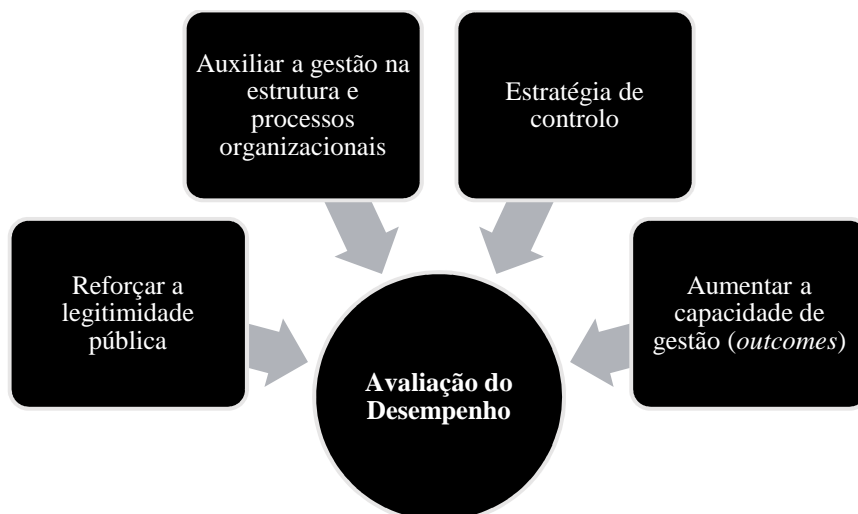 Auxiliar a gestão na
estrutura e
processos
organizacionais
Estratégia de
controlo
Reforçar a
legitimidade
pública
Aumentar a
capacidade de
gestão (outcomes)
Avaliação do
Desempenho